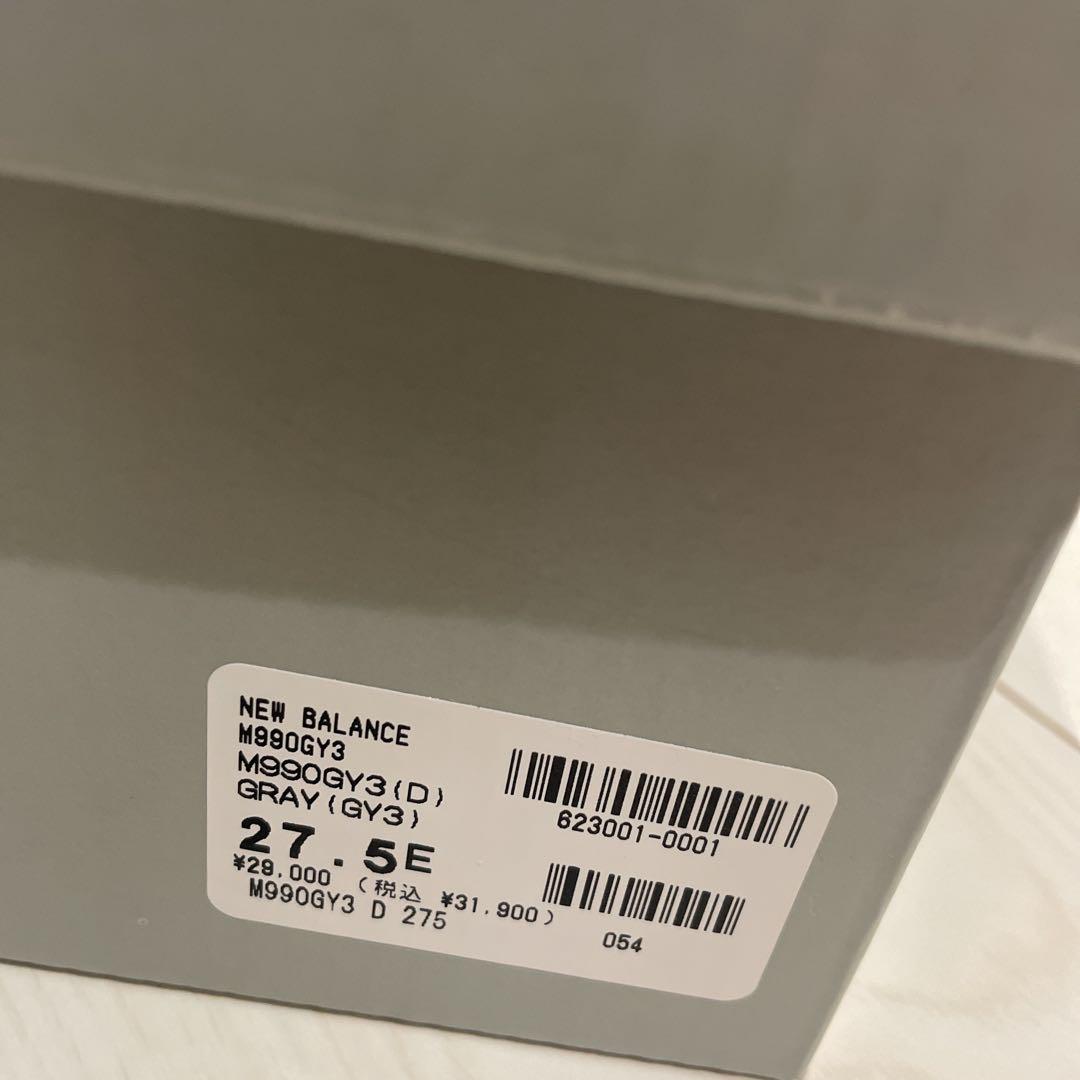 NEW BALANCE
M990GY3
M990GY3(D)
GRAY(GY3)
27.5E
¥29,000 (税込 ¥31,900)
M990GY3 D 275
623001-0001
054